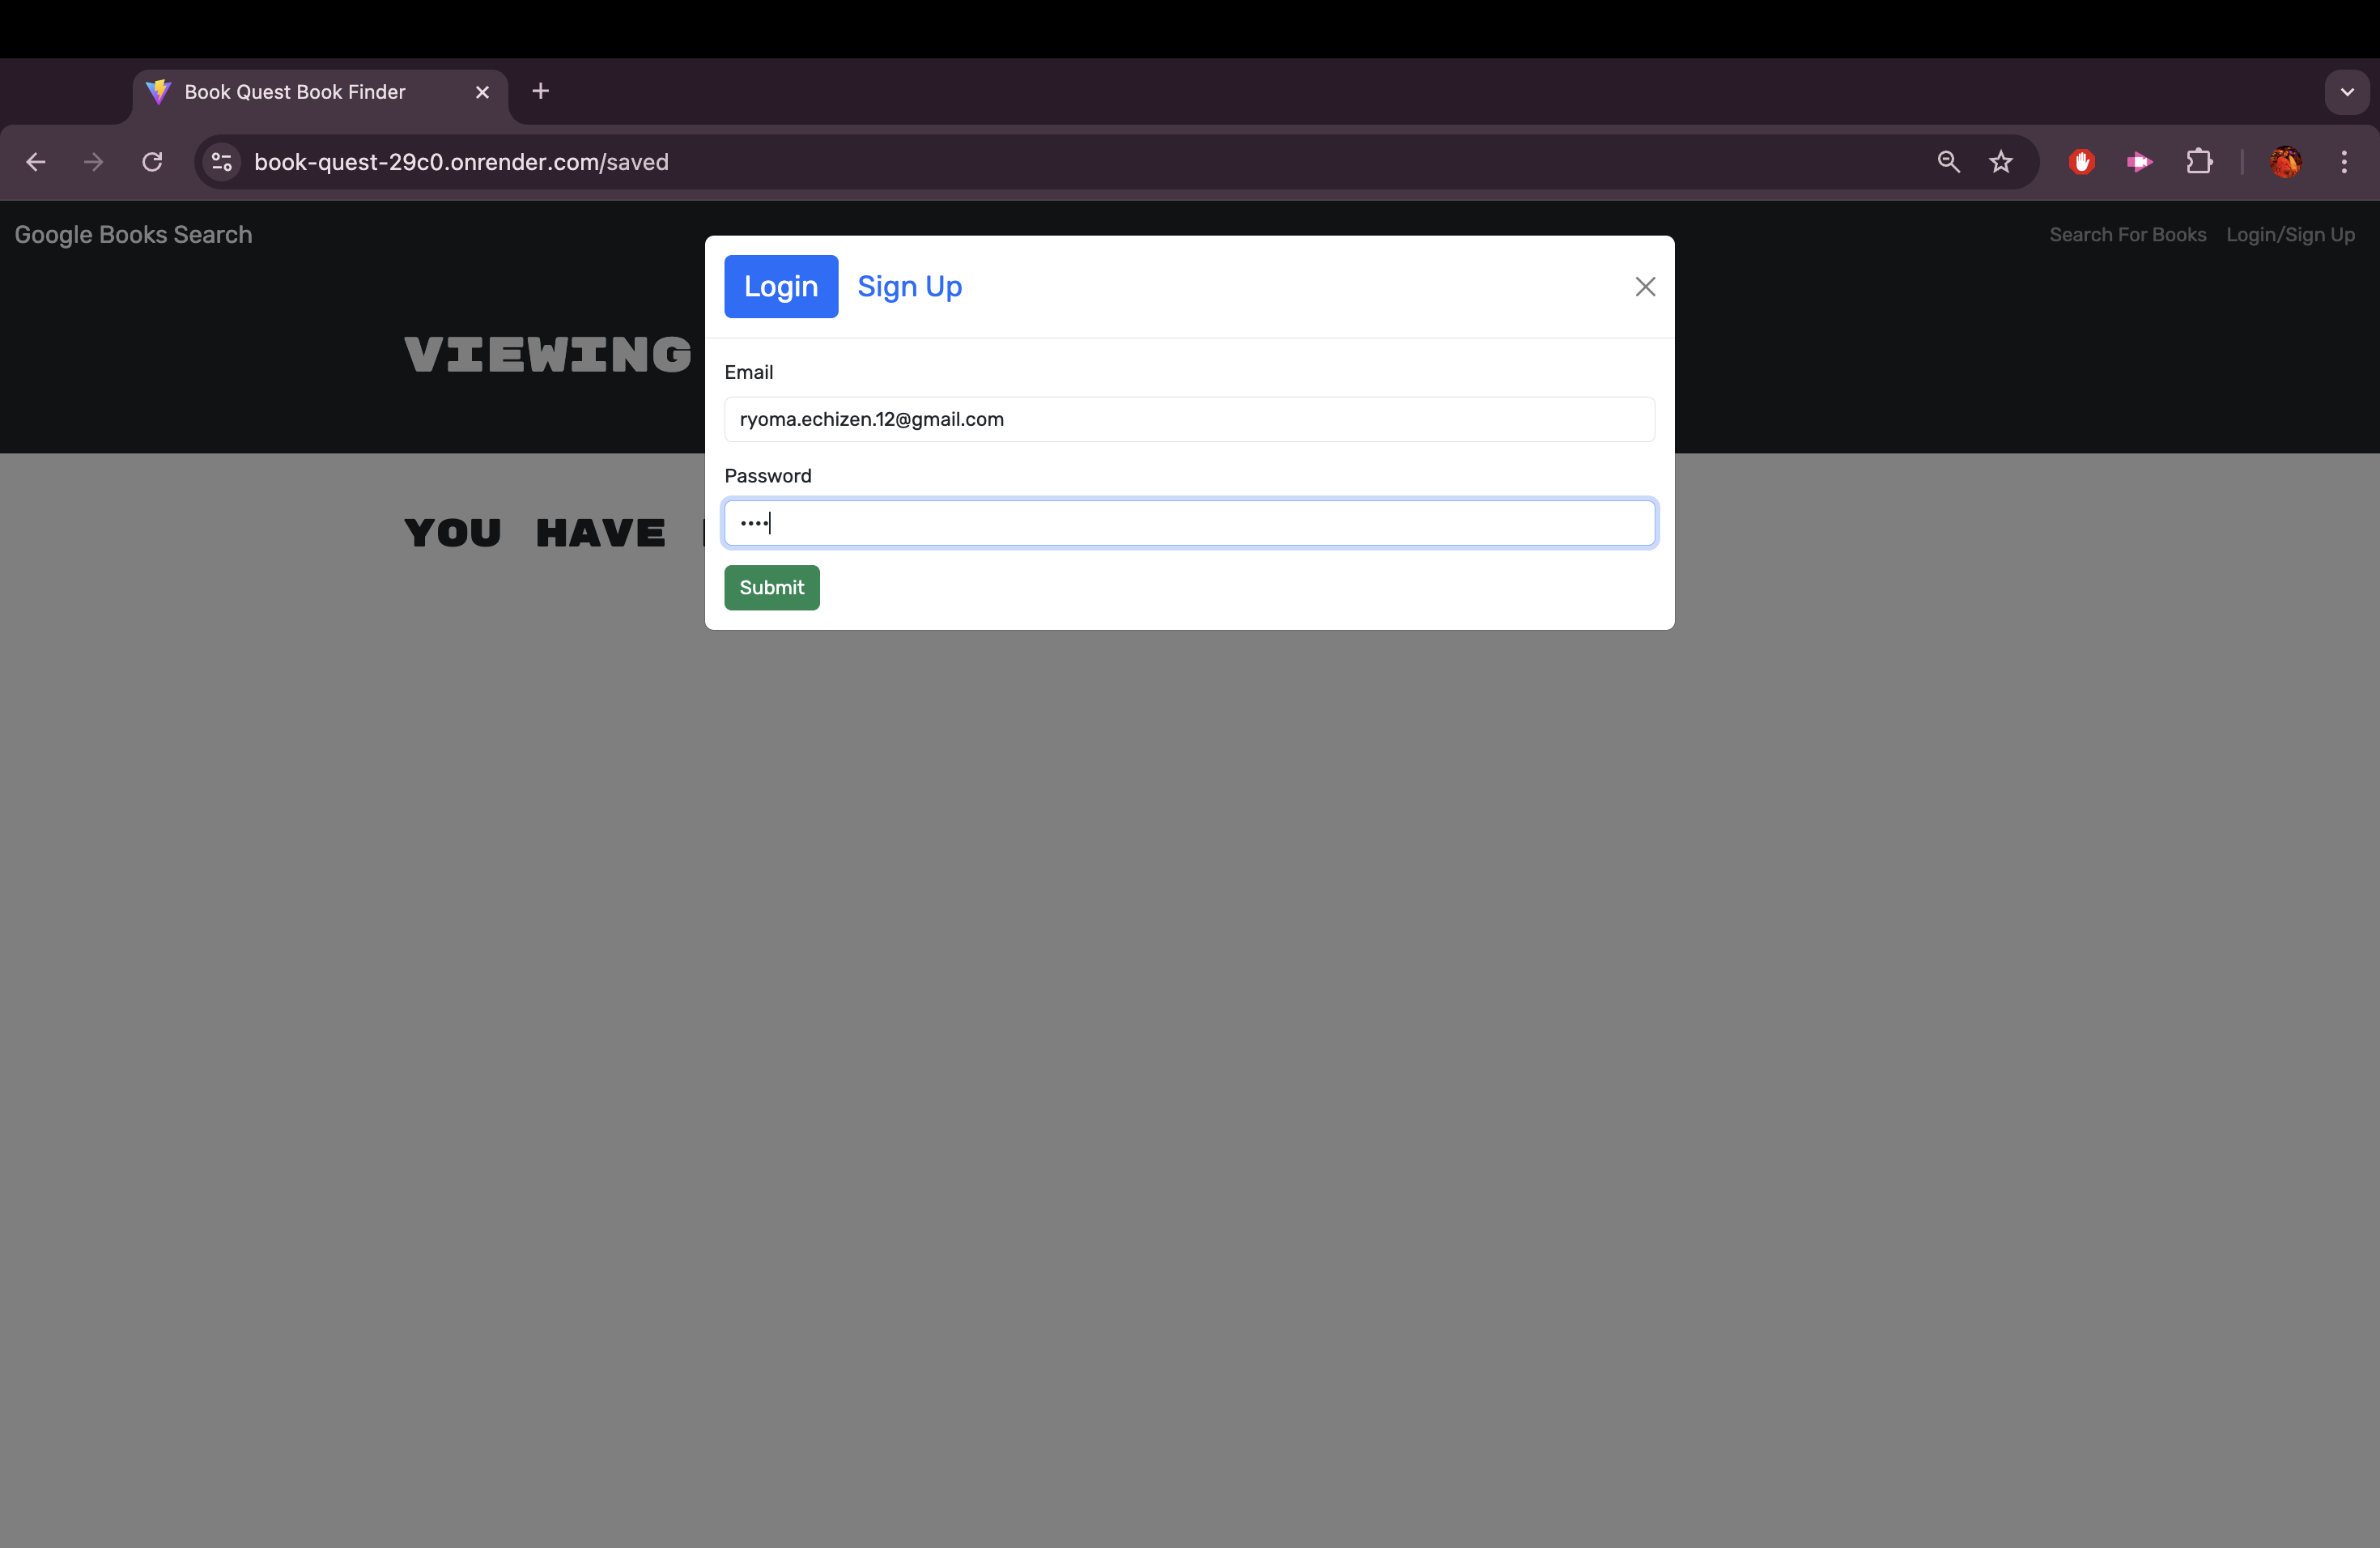 Book Quest Book Finder
book-quest-29c0.onrender.com/saved
Google Books Search
Search For Books Login/Sign Up
Login Sign Up
VIEWING
Email
ryoma.echizen.12@gmail.com
Password
••••
YOU HAVE
Submit